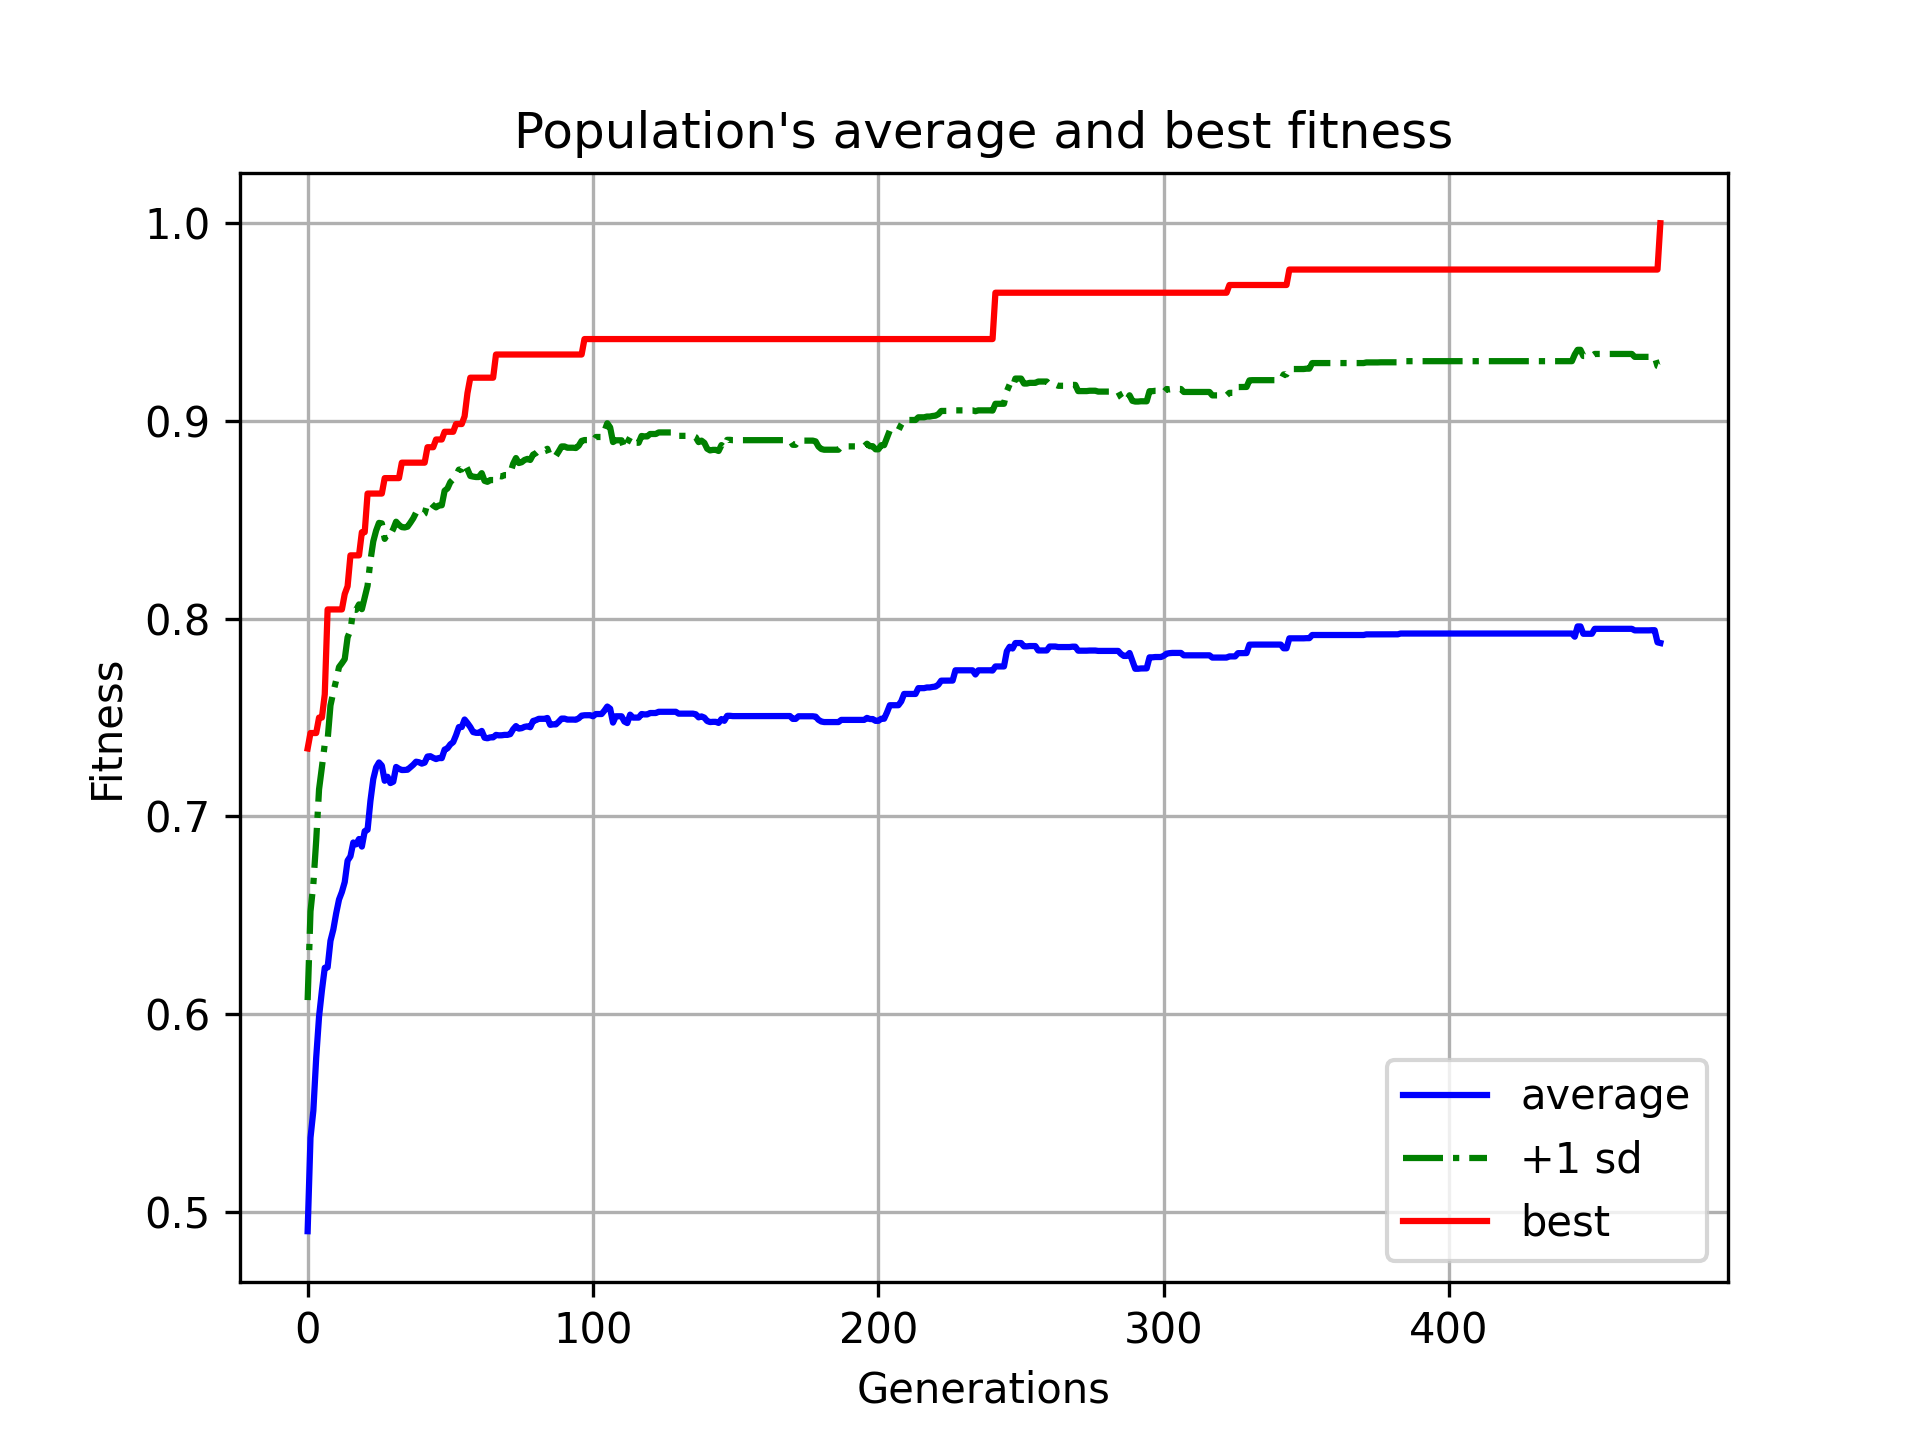 Population's average and best fitness
1.0
0.9
0.8
0.7
0.6
0.5
Fitness
0
100
200
300
400
Generations
average
+1 sd
best